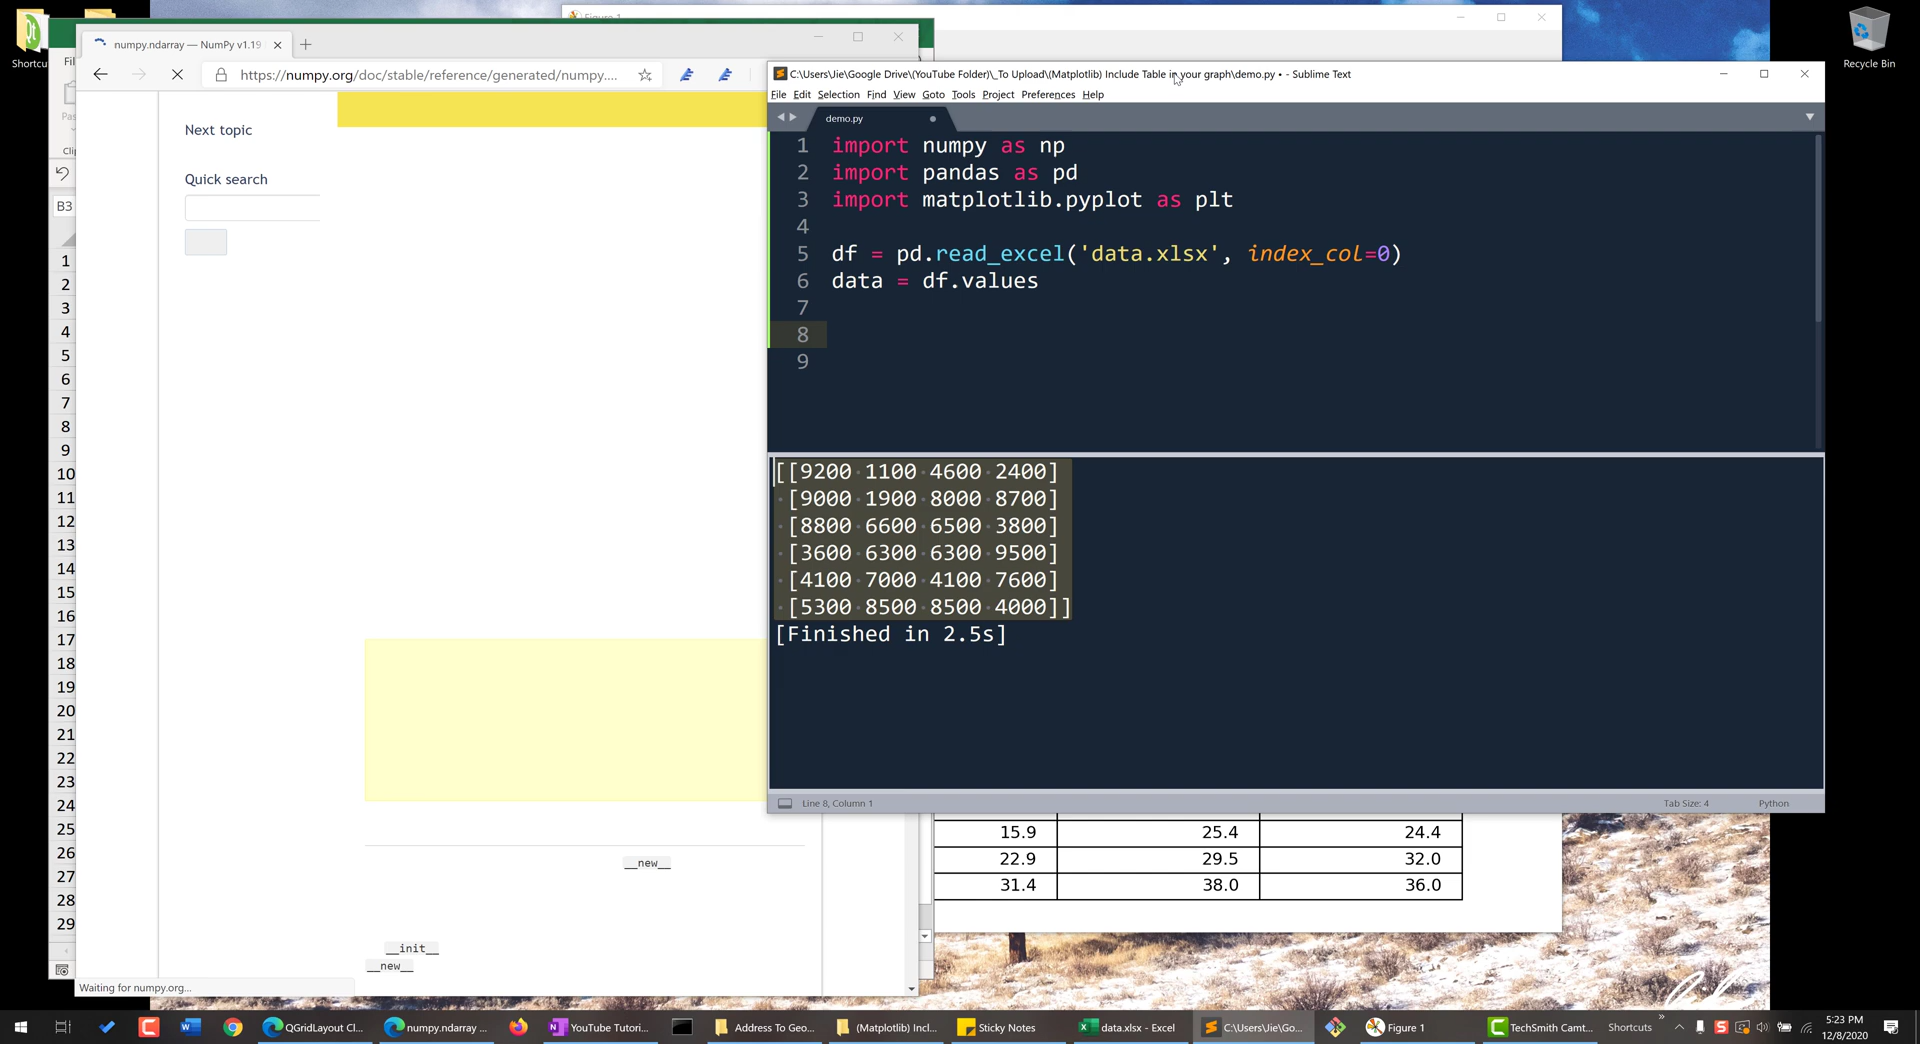 Shortcu
Figure 1
Recycle Bin
numpy.ndarray — NumPy v1.19
https://numpy.org/doc/stable/reference/generated/numpy....
Fil
Pas
Clip
B3
Next topic
Quick search
__new__
__init__
__new__
Waiting for numpy.org...
1
2
3
4
5
6
7
8
9
10
11
12
13
14
15
16
17
18
19
20
21
22
23
24
25
26
27
28
29
C:\Users\Jie\Google Drive\(YouTube Folder)\_To Upload\(Matplotlib) Include Table in your graph\demo.py • - Sublime Text
File Edit Selection Find View Goto Tools Project Preferences Help
demo.py
1 import numpy as np
2 import pandas as pd
3 import matplotlib.pyplot as plt
4
5 df = pd.read_excel('data.xlsx', index_col=0)
6 data = df.values
7
8
9
[[9200 1100 4600 2400]
[9000 1900 8000 8700]
[8800 6600 6500 3800]
[3600 6300 6300 9500]
[4100 7000 4100 7600]
[5300 8500 8500 4000]]
[Finished in 2.5s]
Line 8, Column 1 Tab Size: 4 Python
15.9 25.4 24.4
22.9 29.5 32.0
31.4 38.0 36.0
QGridLayout Cl... numpy.ndarray ... YouTube Tutori... Address To Geo... (Matplotlib) Incl... Sticky Notes data.xlsx - Excel C:\Users\Jie\Go... Figure 1 TechSmith Camt... Shortcuts
5:23 PM
12/8/2020